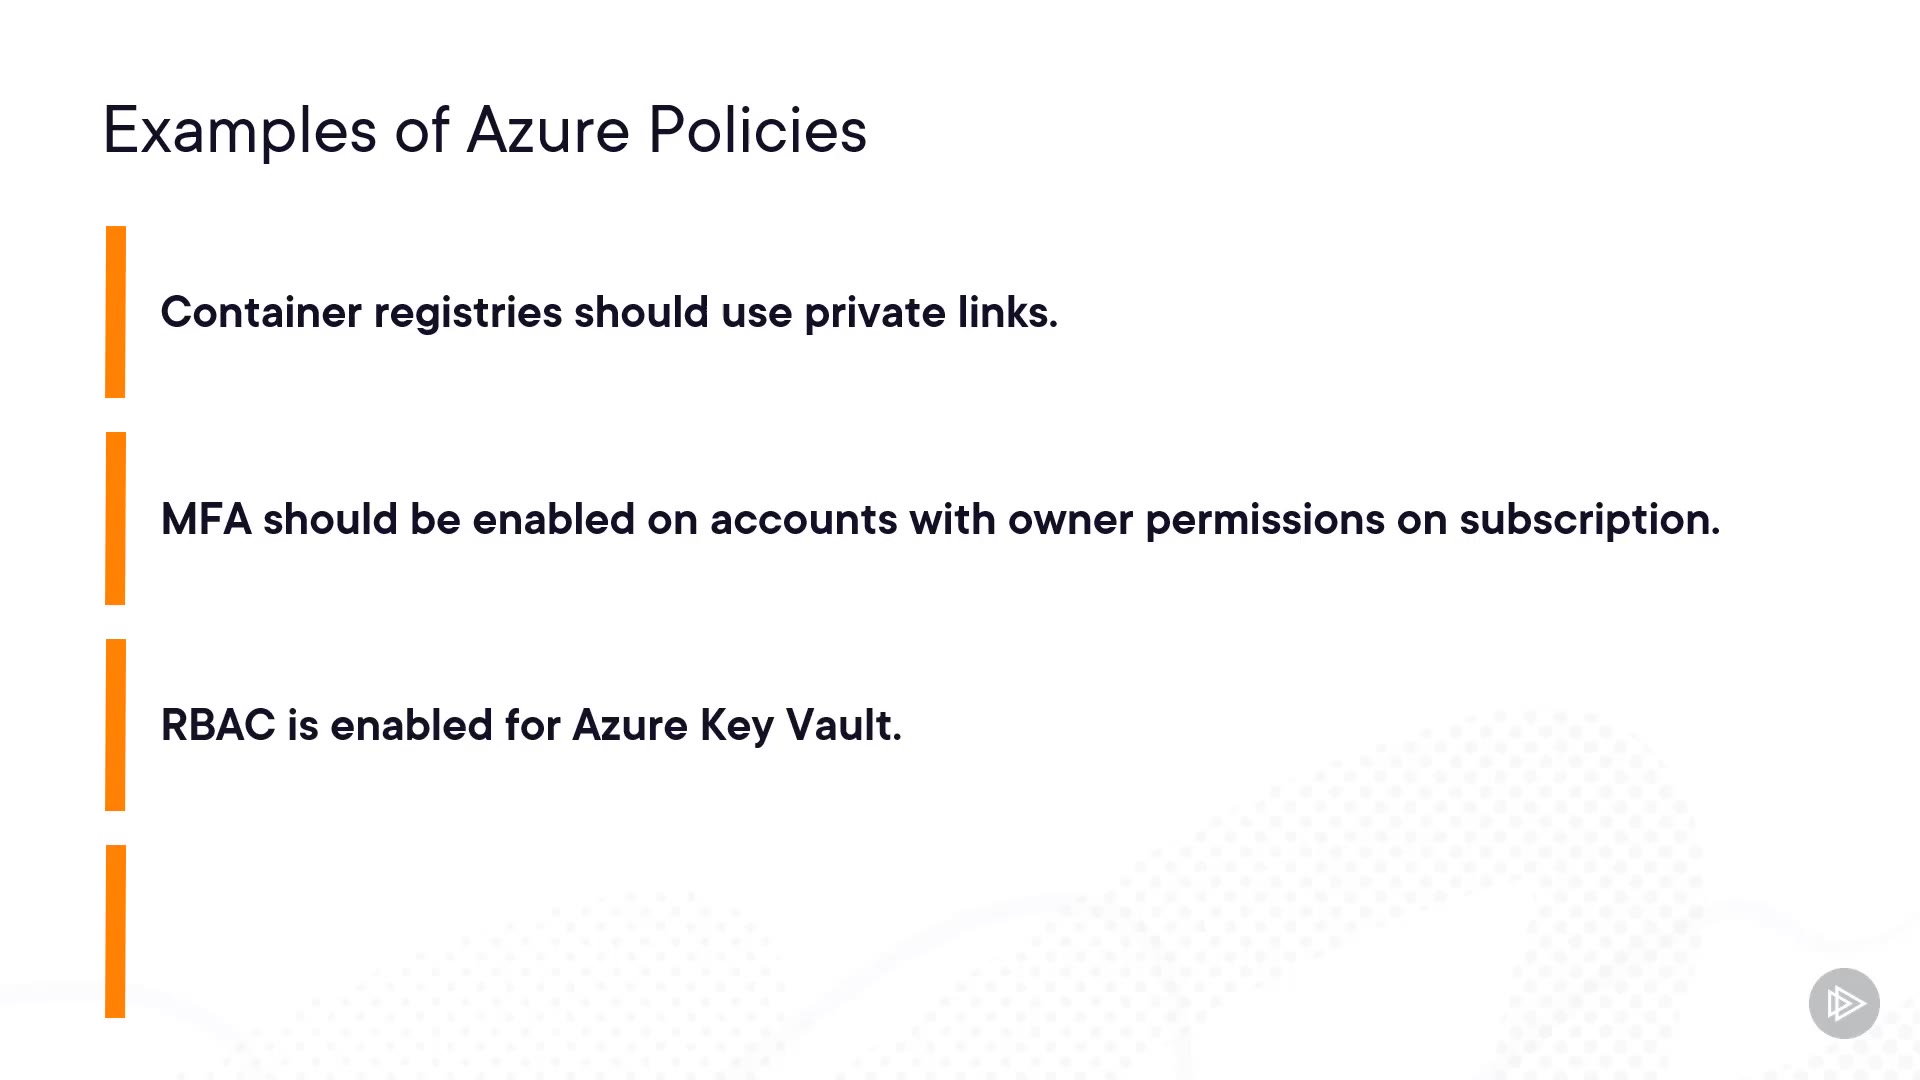 Examples of Azure Policies
Container registries should use private links.
MFA should be enabled on accounts with owner permissions on subscription.
RBAC is enabled for Azure Key Vault.